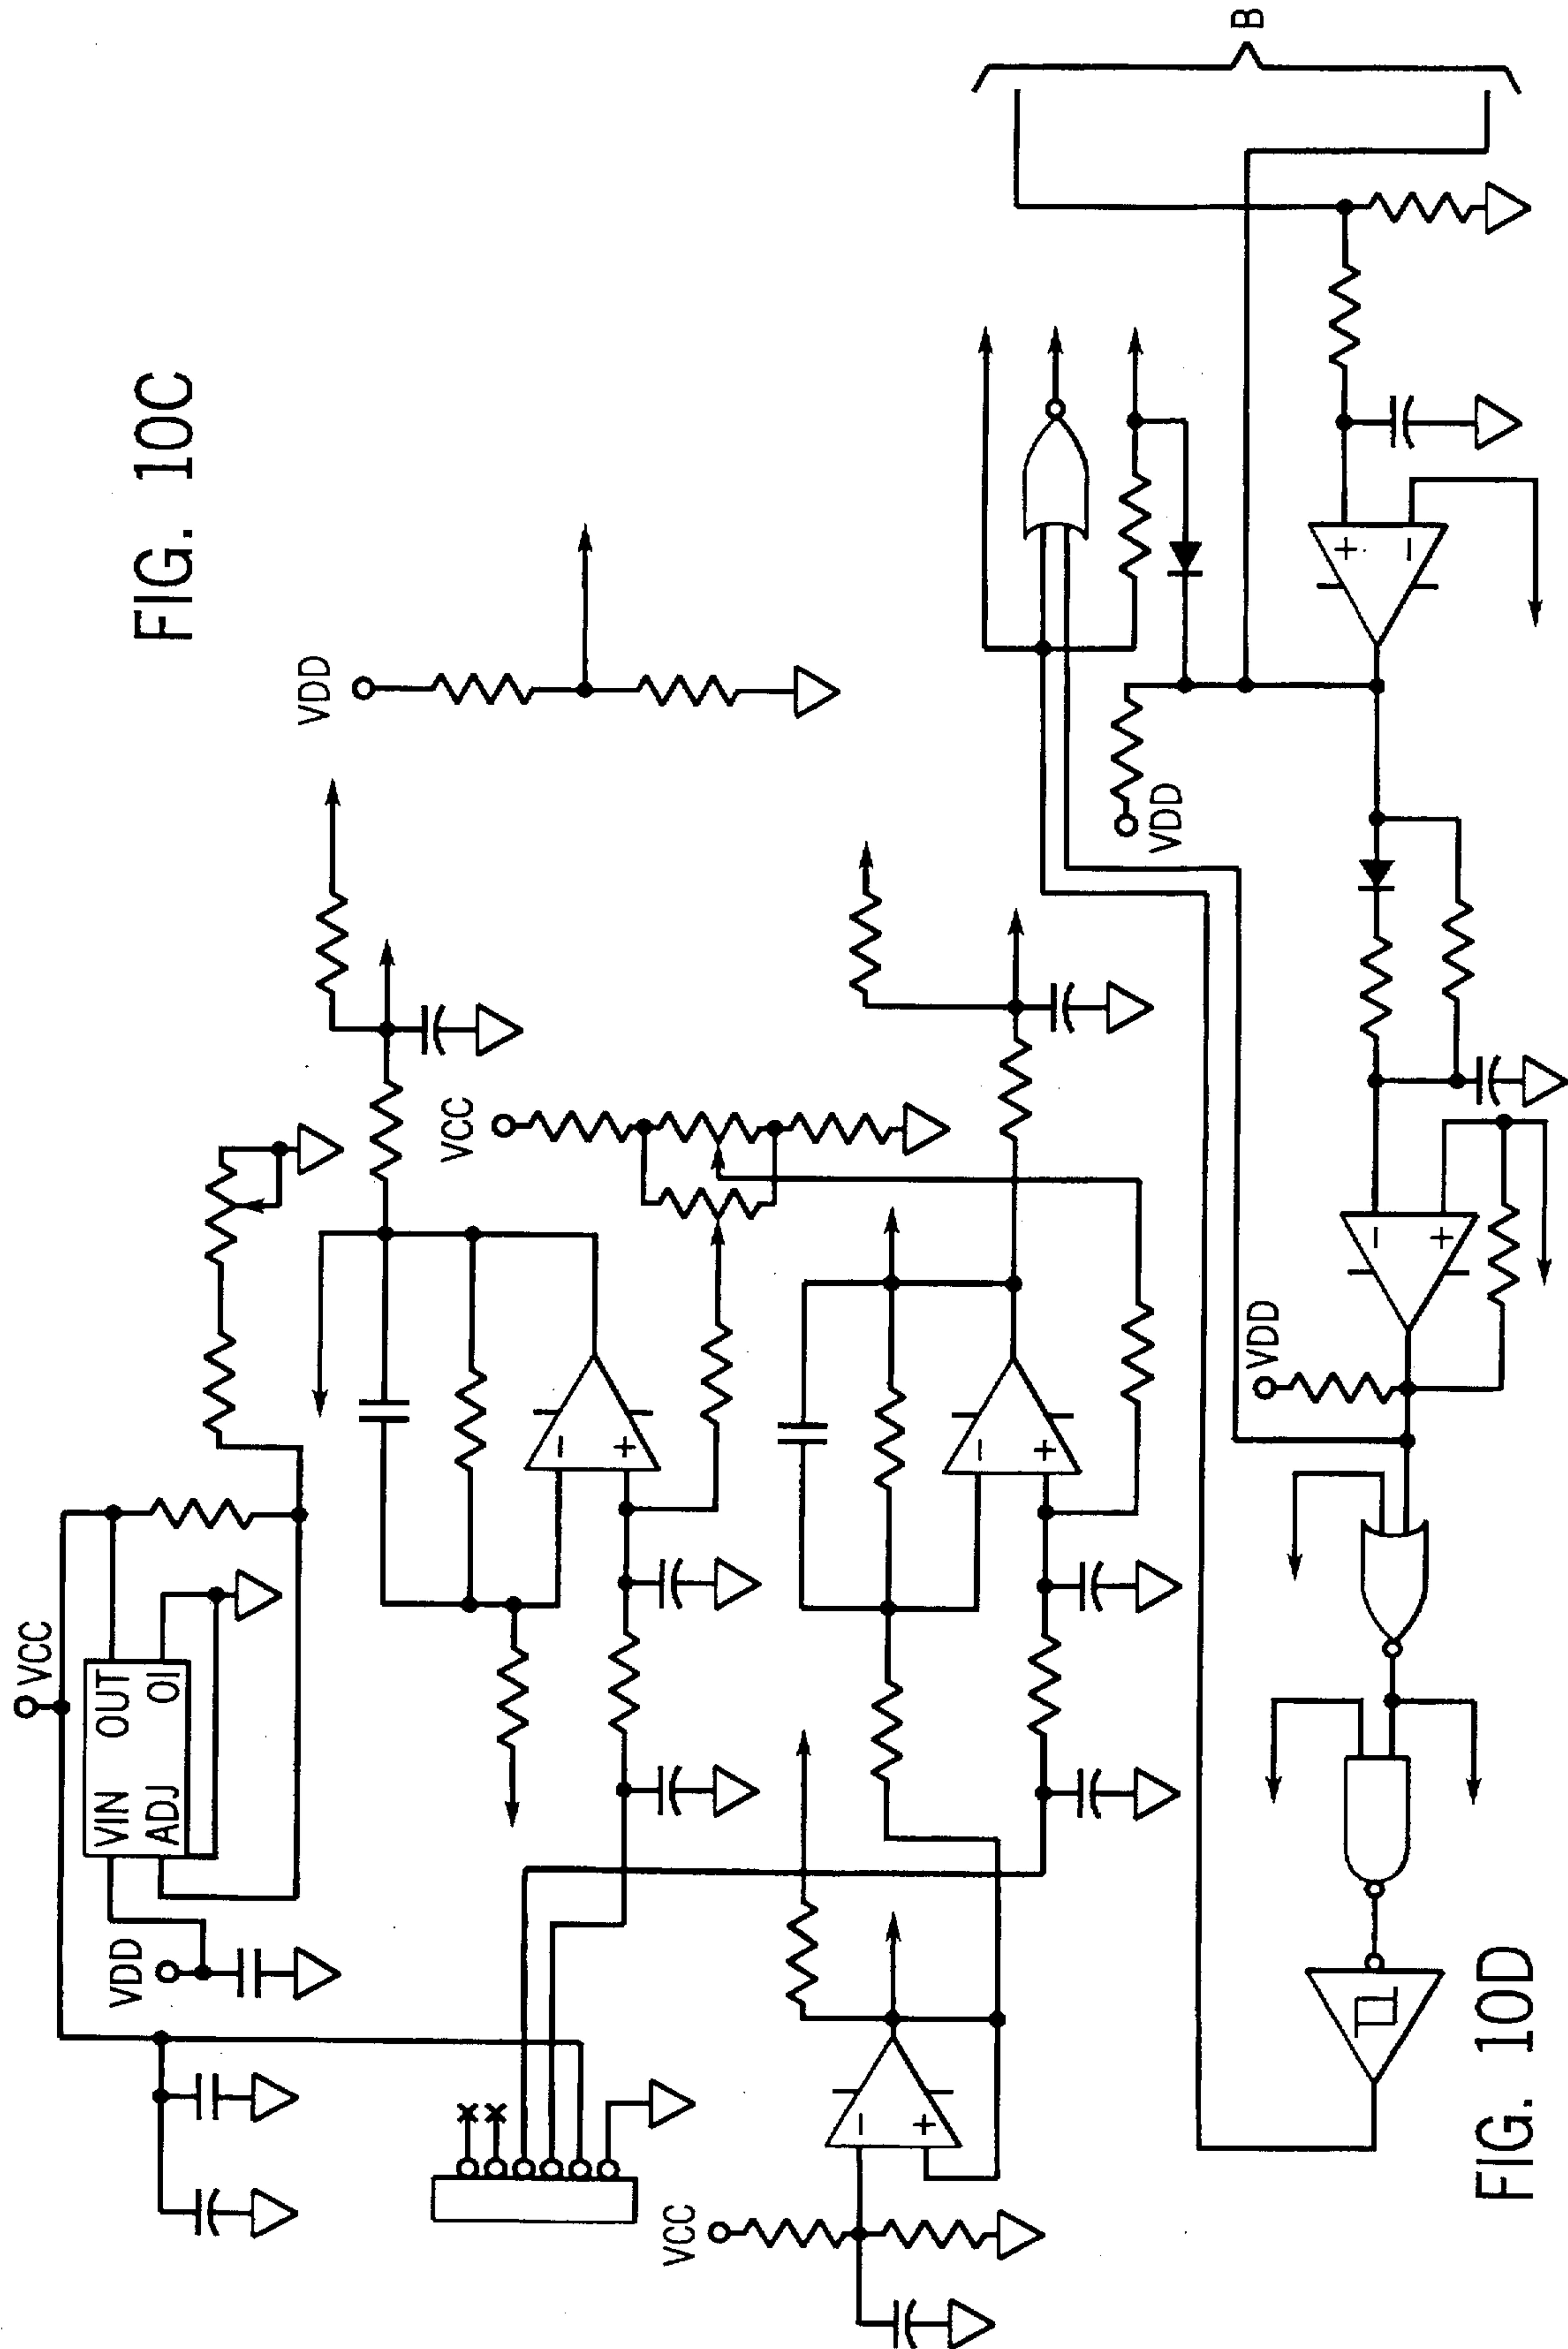 VCC
VDD
VIN OUT
ADJ OI
FIG. 10C
VDD
VCC
−
+
VCC
−
+
−
+
VDD
B
VDD
−
+
+
−
FIG. 10D